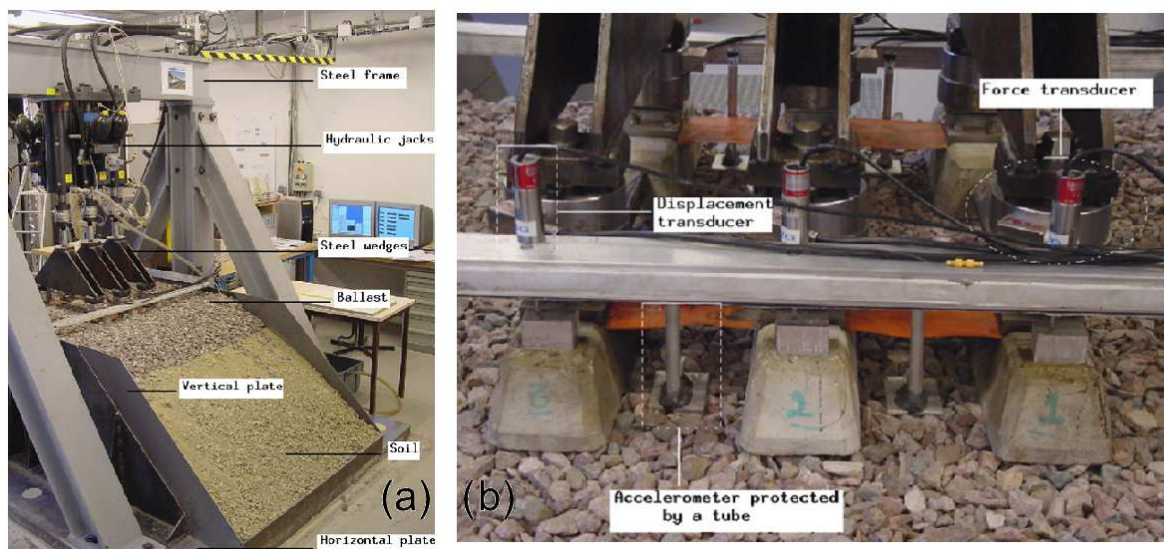 Steel frame
Hydraulic jacks
Steel wedges
Ballast
Vertical plate
Soil
(a)
Horizontal plate
Force transducer
Displacement
transducer
2
1
Accelerometer protected
by a tube
(b)